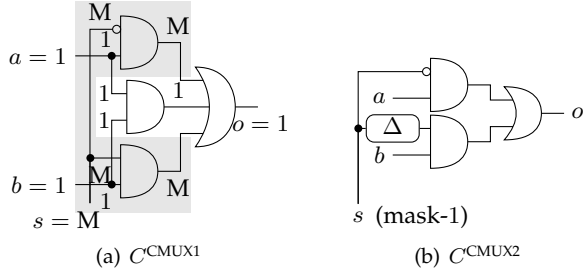 M
M
1
a = 1
1
1
1
o = 1
M
b = 1
M
1
s = M
(a) C^CMUX1
a
Δ
b
o
s (mask-1)
(b) C^CMUX2